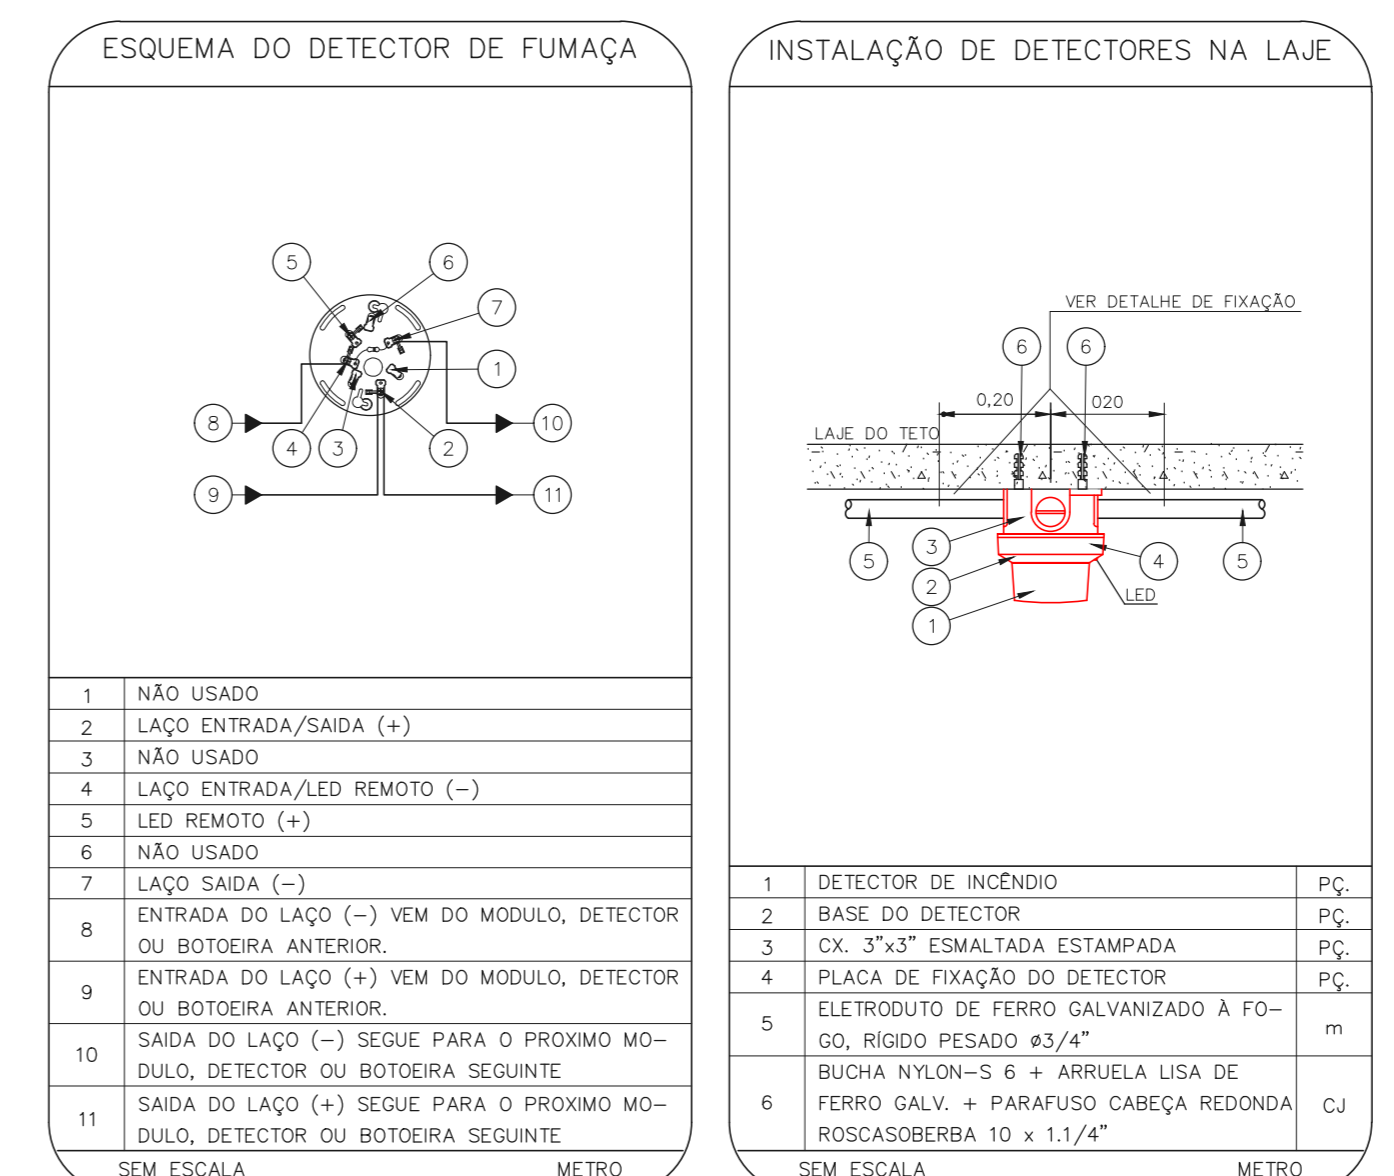 ESQUEMA DO DETECTOR DE FUMAÇA
5
6
7
1
8
10
4
3
2
9
11
1 NÃO USADO
2 LAÇO ENTRADA/SAIDA (+)
3 NÃO USADO
4 LAÇO ENTRADA/LED REMOTO (−)
5 LED REMOTO (+)
6 NÃO USADO
7 LAÇO SAIDA (−)
8 ENTRADA DO LAÇO (−) VEM DO MODULO, DETECTOR
OU BOTOEIRA ANTERIOR.
9 ENTRADA DO LAÇO (+) VEM DO MODULO, DETECTOR
OU BOTOEIRA ANTERIOR.
10 SAIDA DO LAÇO (−) SEGUE PARA O PROXIMO MO−
DULO, DETECTOR OU BOTOEIRA SEGUINTE
11 SAIDA DO LAÇO (+) SEGUE PARA O PROXIMO MO−
DULO, DETECTOR OU BOTOEIRA SEGUINTE
SEM ESCALA METRO
INSTALAÇÃO DE DETECTORES NA LAJE
VER DETALHE DE FIXAÇÃO
6 6
0,20 020
LAJE DO TETO
5 3 4 5
2
LED
1
1 DETECTOR DE INCÊNDIO PÇ.
2 BASE DO DETECTOR PÇ.
3 CX. 3"x3" ESMALTADA ESTAMPADA PÇ.
4 PLACA DE FIXAÇÃO DO DETECTOR PÇ.
5 ELETRODUTO DE FERRO GALVANIZADO À FO− m
GO, RÍGIDO PESADO ø3/4"
6 BUCHA NYLON−S 6 + ARRUELA LISA DE CJ
FERRO GALV. + PARAFUSO CABEÇA REDONDA
ROSCASOBERBA 10 x 1.1/4"
SEM ESCALA METRO